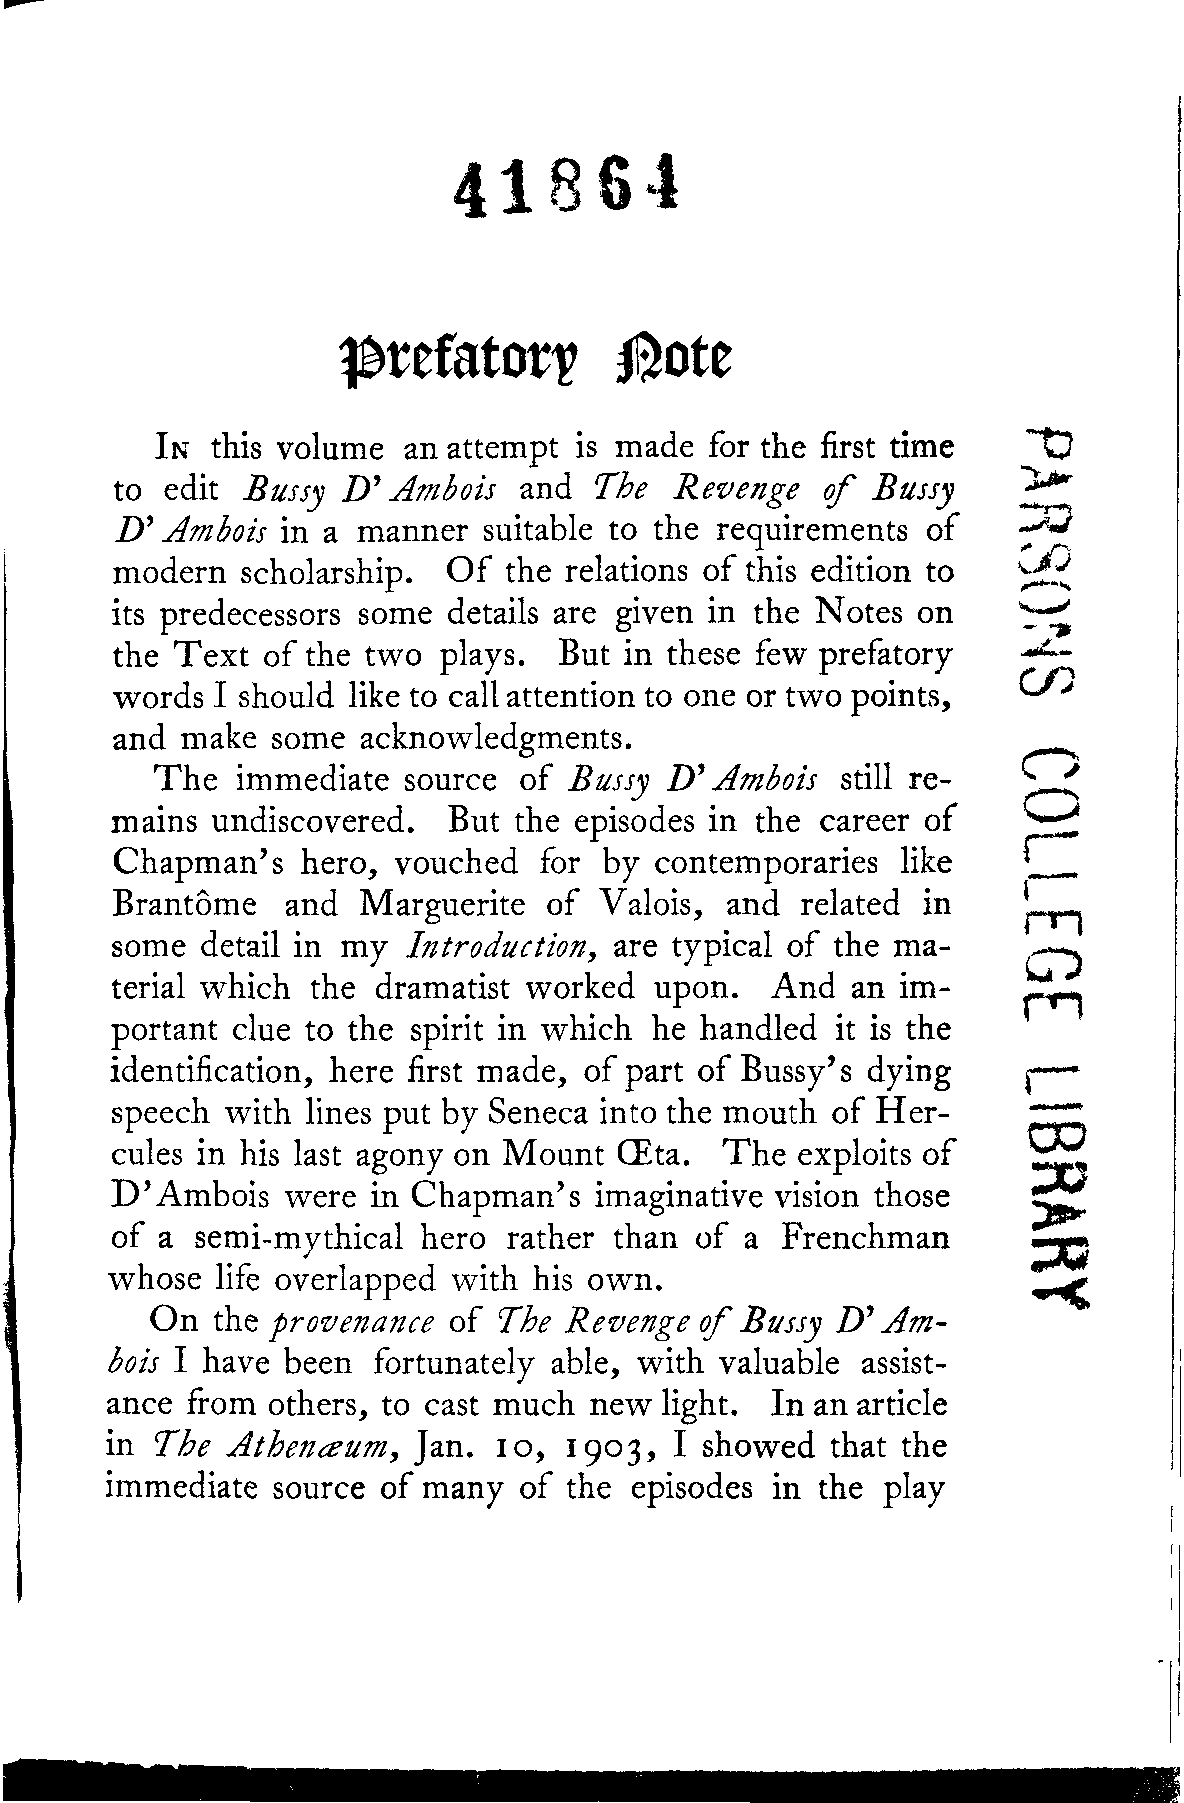 41864
Prefatory Note
IN this volume an attempt is made for the first time
to edit Bussy D'Ambois and The Revenge of Bussy
D'Ambois in a manner suitable to the requirements of
modern scholarship. Of the relations of this edition to
its predecessors some details are given in the Notes on
the Text of the two plays. But in these few prefatory
words I should like to call attention to one or two points,
and make some acknowledgments.
The immediate source of Bussy D'Ambois still re-
mains undiscovered. But the episodes in the career of
Chapman's hero, vouched for by contemporaries like
Brantôme and Marguerite of Valois, and related in
some detail in my Introduction, are typical of the ma-
terial which the dramatist worked upon. And an im-
portant clue to the spirit in which he handled it is the
identification, here first made, of part of Bussy's dying
speech with lines put by Seneca into the mouth of Her-
cules in his last agony on Mount Œta. The exploits of
D'Ambois were in Chapman's imaginative vision those
of a semi-mythical hero rather than of a Frenchman
whose life overlapped with his own.
On the provenance of The Revenge of Bussy D'Am-
bois I have been fortunately able, with valuable assist-
ance from others, to cast much new light. In an article
in The Athenæum, Jan. 10, 1903, I showed that the
immediate source of many of the episodes in the play
PARSONS COLLEGE LIBRARY